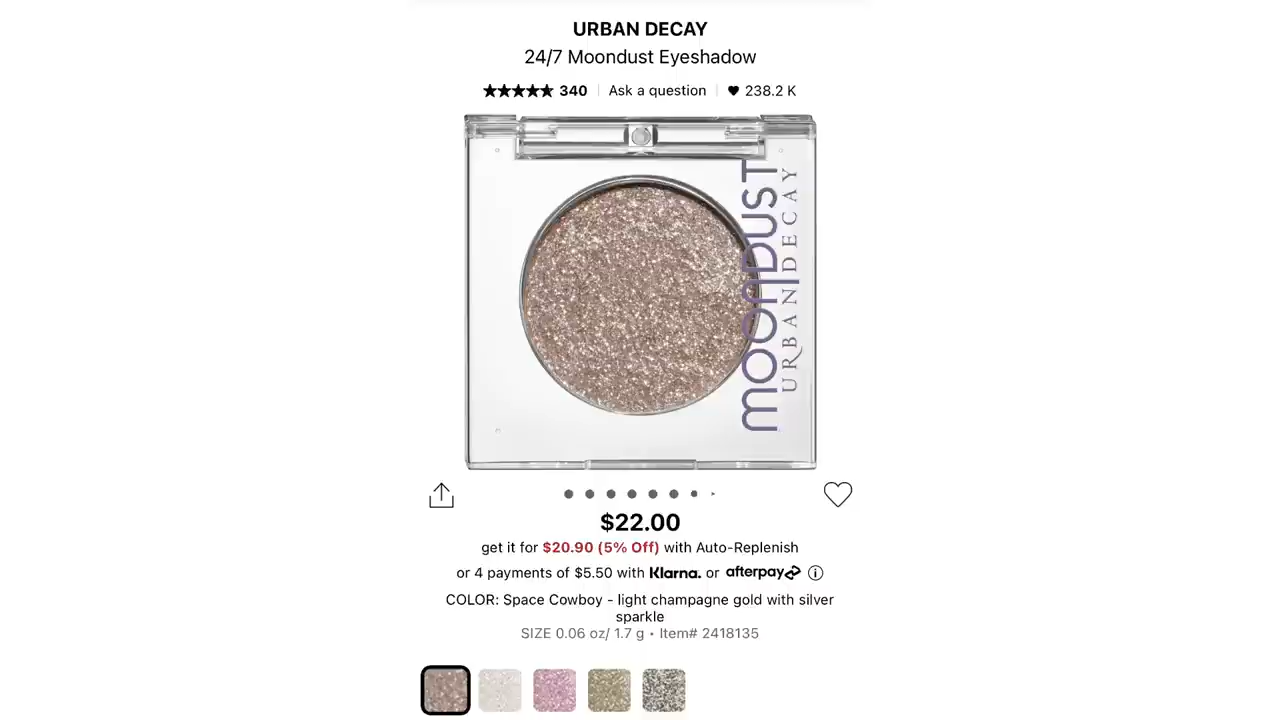 URBAN DECAY
24/7 Moondust Eyeshadow
340 Ask a question 238.2 K
MOONDUST
URBAN DECAY
$22.00
get it for $20.90 (5% Off) with Auto-Replenish
or 4 payments of $5.50 with Klarna. or afterpay
COLOR: Space Cowboy - light champagne gold with silver
sparkle
SIZE 0.06 oz/ 1.7 g • Item# 2418135